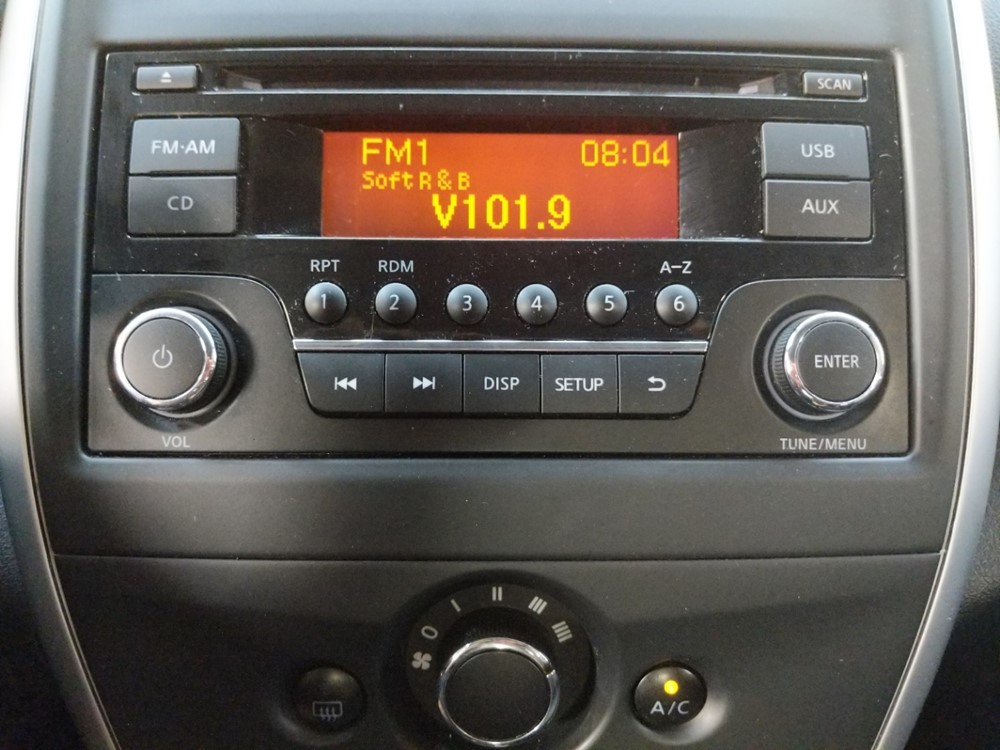 SCAN
FM·AM
CD
FM1 08:04
Soft R & B
V101.9
USB
AUX
RPT RDM A-Z
1 2 3 4 5 6
ENTER
DISP SETUP
VOL
TUNE/MENU
0 I II III IIII
A/C